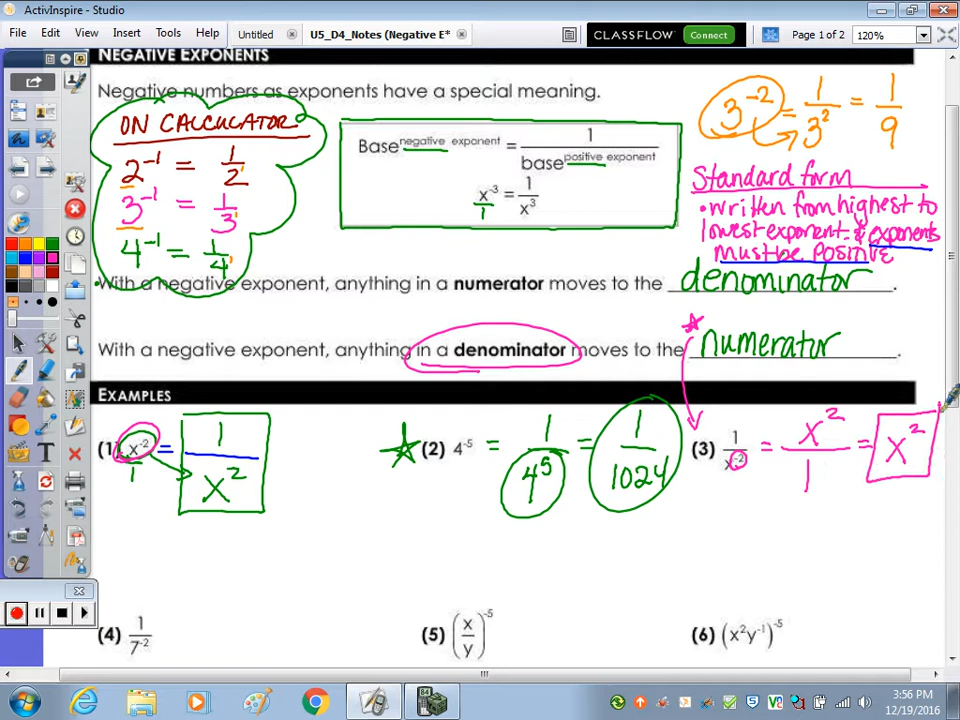 ActivInspire - Studio
File Edit View Insert Tools Help
Untitled
U5_D4_Notes (Negative E*
CLASSFLOW Connect
Page 1 of 2
120%
NEGATIVE EXPONENTS
Negative numbers as exponents have a special meaning.
3⁻² = 1/3² = 1/9
ON CALCULATOR
2⁻¹ = 1/2
3⁻¹ = 1/3
4⁻¹ = 1/4
Base negative exponent = 1/base positive exponent
x⁻³/1 = 1/x³
Standard form
• written from highest to
lowest exponent & exponents
must be positive
With a negative exponent, anything in a numerator moves to the denominator.
With a negative exponent, anything in a denominator moves to the numerator.
EXAMPLES
(1) x⁻²/1 = 1/x²
(2) 4⁻⁵ = 1/4⁵ = 1/1024
(3) 1/x⁻² = x²/1 = x²
(4) 1/7⁻²
(5) (x/y)⁻⁵
(6) (x²y⁻¹)⁻⁵
84
3:56 PM
12/19/2016